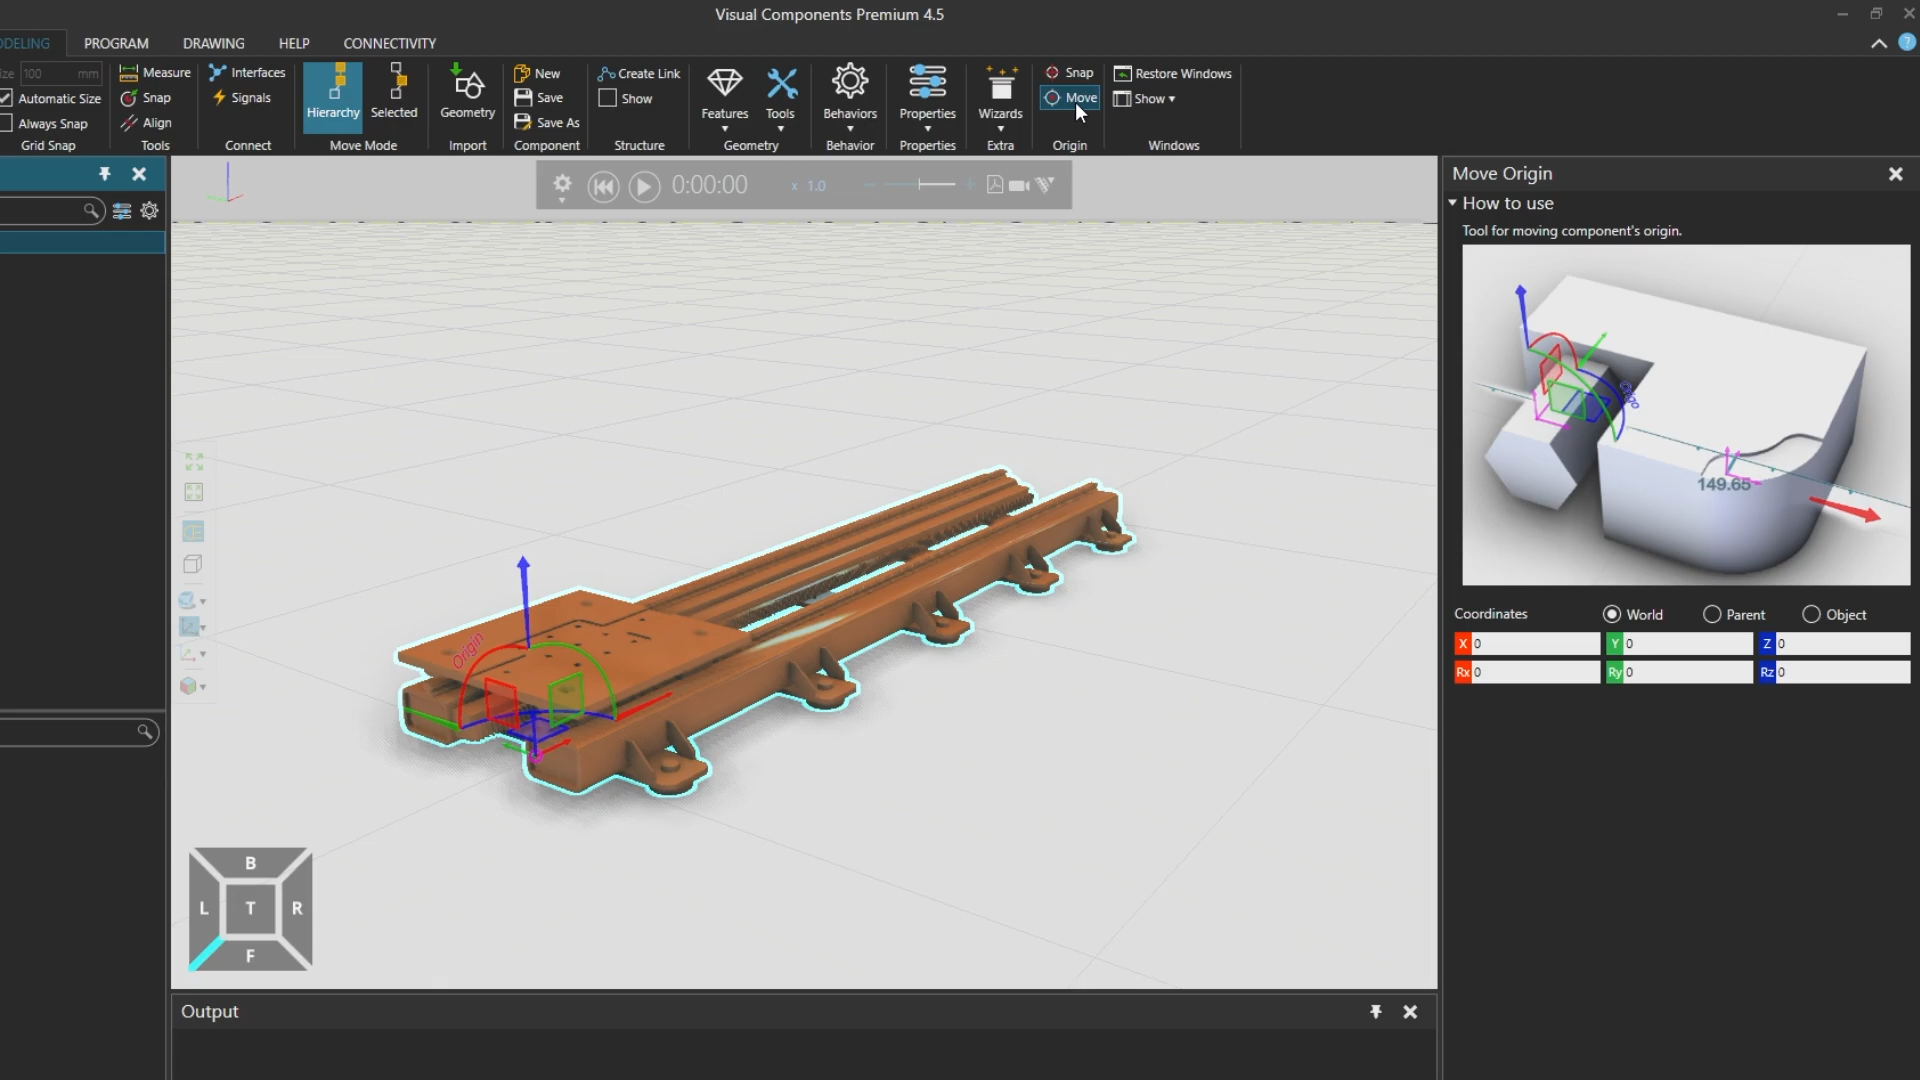 Visual Components Premium 4.5
DELING PROGRAM DRAWING HELP CONNECTIVITY
ize 100 mm
Automatic Size
Always Snap
Grid Snap
Measure
Snap
Align
Tools
Interfaces
Signals
Connect
Hierarchy
Selected
Move Mode
Geometry
Import
New
Save
Save As
Component
Create Link
Show
Structure
Features
Tools
Geometry
Behaviors
Behavior
Properties
Properties
Wizards
Extra
Snap
Move
Origin
Restore Windows
Show
Windows
0:00:00 x 1.0
Origin
B
L T R
F
Output
Move Origin
How to use
Tool for moving component's origin.
149.65
Coordinates World Parent Object
X 0 Y 0 Z 0
Rx 0 Ry 0 Rz 0